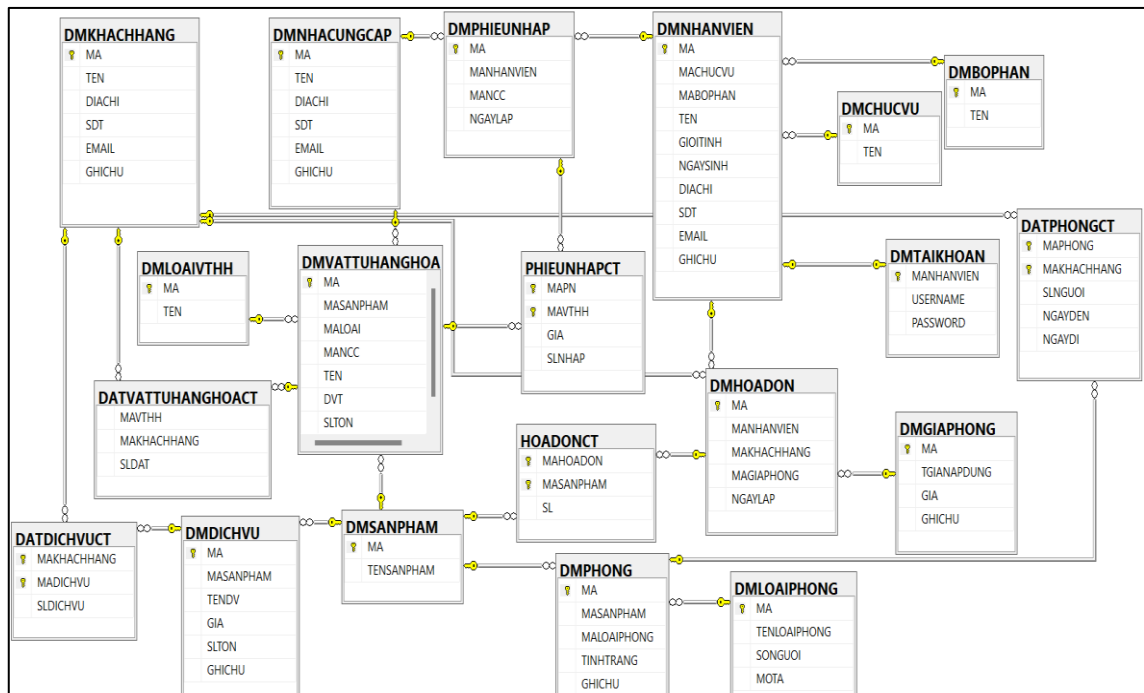 DMKHACHHANG
MA
TEN
DIACHI
SDT
EMAIL
GHICHU
DMNHACUNGCAP
MA
TEN
DIACHI
SDT
EMAIL
GHICHU
DMPHIEUNHAP
MA
MANHANVIEN
MANCC
NGAYLAP
DMNHANVIEN
MA
MACHUCVU
MABOPHAN
TEN
GIOITINH
NGAYSINH
DIACHI
SDT
EMAIL
GHICHU
DMBOPHAN
MA
TEN
DMCHUCVU
MA
TEN
DMLOAIVTHH
MA
TEN
DMVATTUHANGHOA
MA
MASANPHAM
MALOAI
MANCC
TEN
DVT
SLTON
PHIEUNHAPCT
MAPN
MAVTHH
GIA
SLNHAP
DMTAIKHOAN
MANHANVIEN
USERNAME
PASSWORD
DATPHONGCT
MAPHONG
MAKHACHHANG
SLNGUOI
NGAYDEN
NGAYDI
DATVATTUHANGHOACT
MAVTHH
MAKHACHHANG
SLDAT
HOADONCT
MAHOADON
MASANPHAM
SL
DMHOADON
MA
MANHANVIEN
MAKHACHHANG
MAGIAPHONG
NGAYLAP
DMGIAPHONG
MA
TGIANAPDUNG
GIA
GHICHU
DATDICHVUCT
MAKHACHHANG
MADICHVU
SLDICHVU
DMDICHVU
MA
MASANPHAM
TENDV
GIA
SLTON
GHICHU
DMSANPHAM
MA
TENSANPHAM
DMPHONG
MA
MASANPHAM
MALOAIPHONG
TINHTRANG
GHICHU
DMLOAIPHONG
MA
TENLOAIPHONG
SONGUOI
MOTA